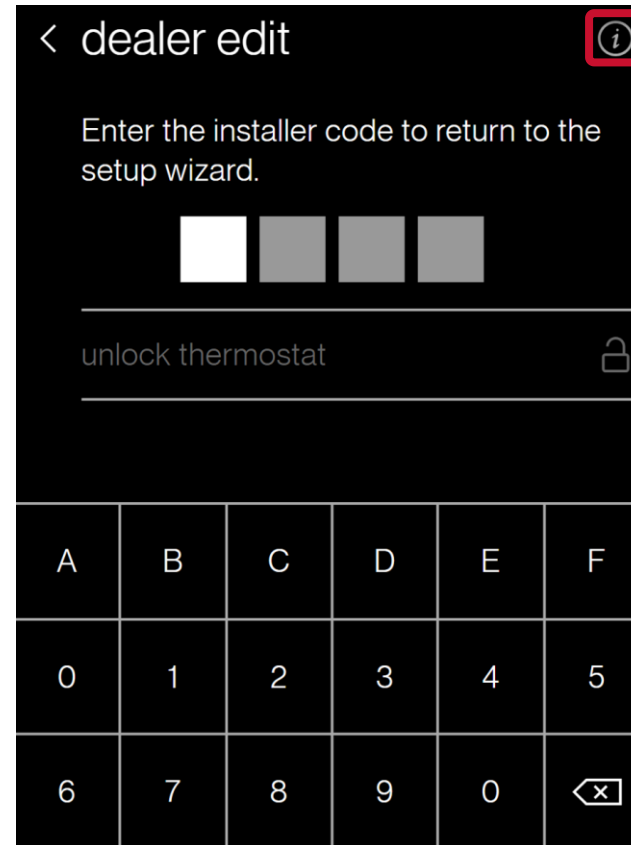 dealer edit
Enter the installer code to return to the
setup wizard.
unlock thermostat
A B C D E F
0 1 2 3 4 5
6 7 8 9 0